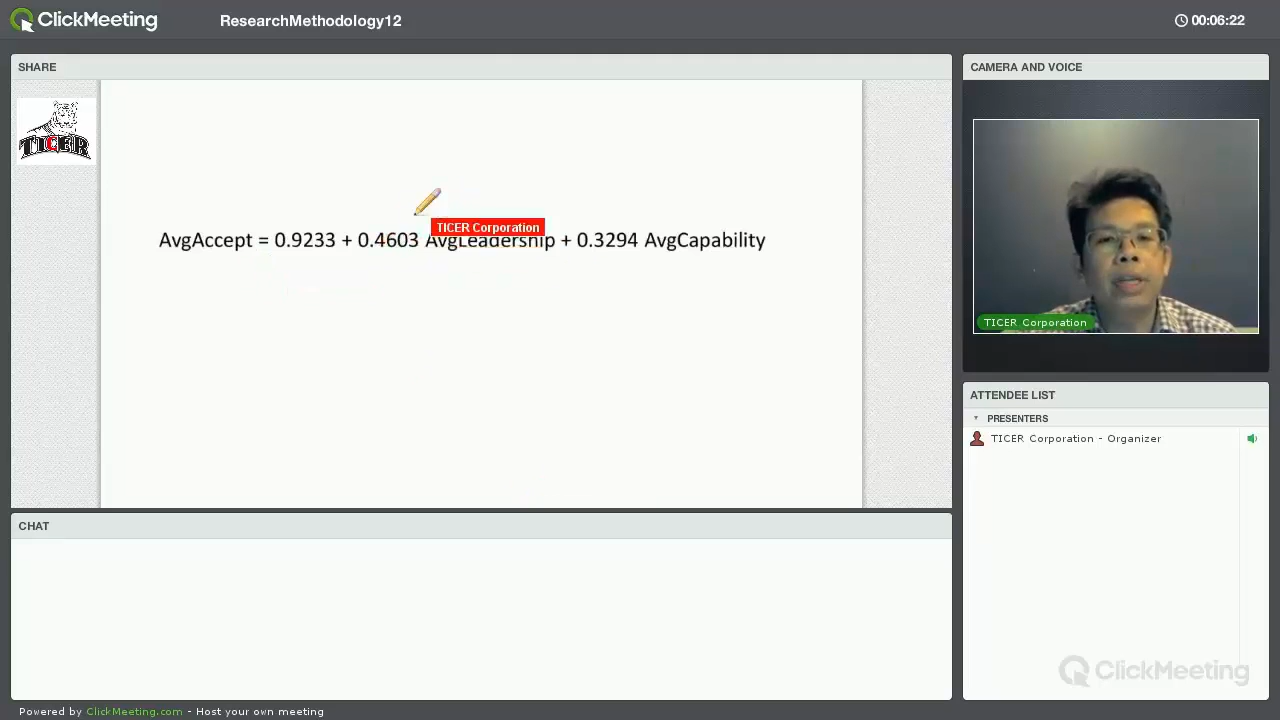 ClickMeeting
ResearchMethodology12
00:06:22
SHARE
TICER
TICER Corporation
AvgAccept = 0.9233 + 0.4603 AvgLeadership + 0.3294 AvgCapability
CAMERA AND VOICE
TICER Corporation
ATTENDEE LIST
PRESENTERS
TICER Corporation - Organizer
CHAT
ClickMeeting
Powered by ClickMeeting.com - Host your own meeting